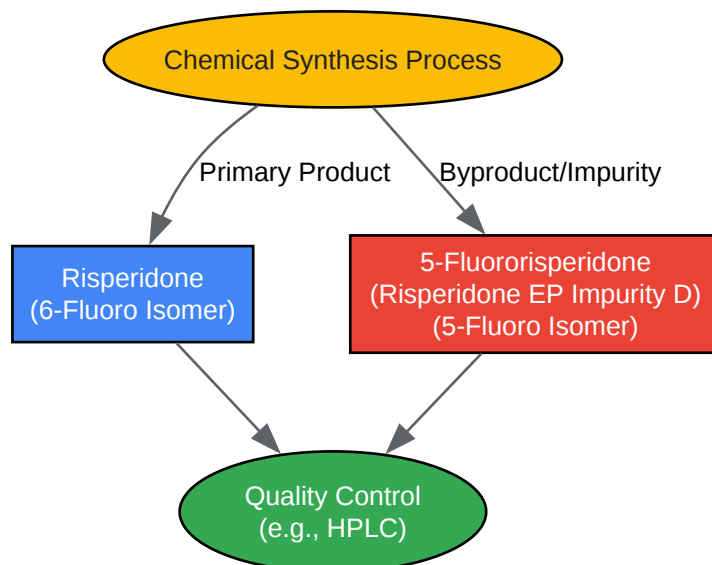 Chemical Synthesis Process
Primary Product
Byproduct/Impurity
Risperidone
(6-Fluoro Isomer)
5-Fluororisperidone
(Risperidone EP Impurity D)
(5-Fluoro Isomer)
Quality Control
(e.g., HPLC)